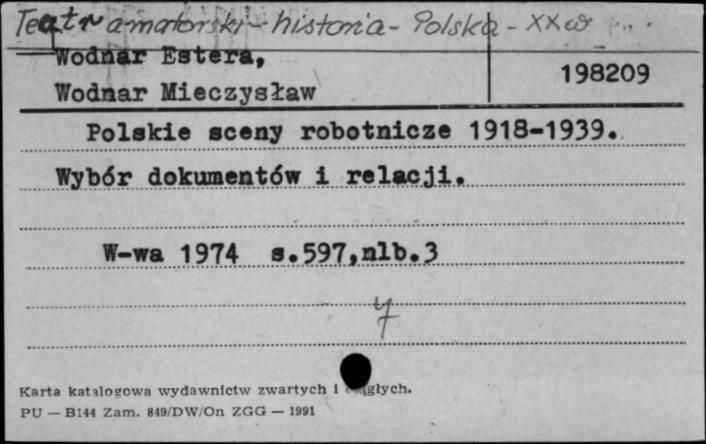 Teatr amatorski - historia - Polska - XX w
Wodnar Estera,
Wodnar Mieczysław
198209
Polskie sceny robotnicze 1918-1939.
Wybór dokumentów i relacji.
W-wa 1974 s.597,nlb.3
Karta katalogowa wydawnictw zwartych i
PU — B144 Zam. 849/DW/On ZGG — 1991